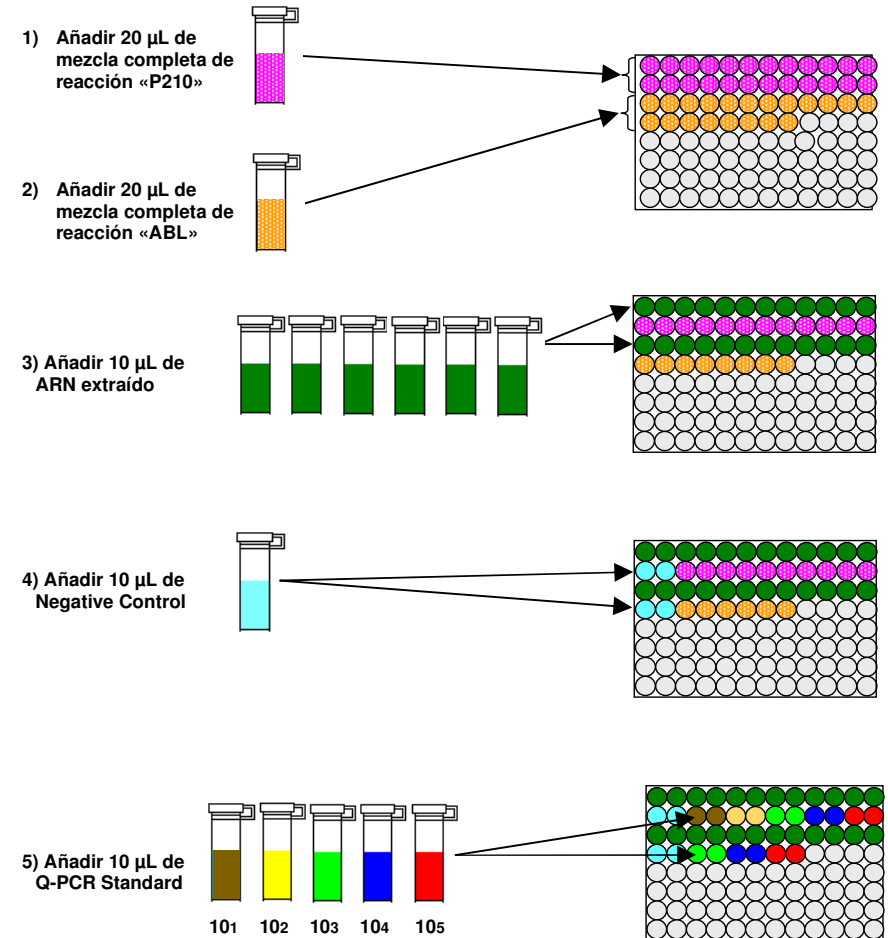 1) Añadir 20 µL de
mezcla completa de
reacción «P210»
2) Añadir 20 µL de
mezcla completa de
reacción «ABL»
3) Añadir 10 µL de
ARN extraído
4) Añadir 10 µL de
Negative Control
5) Añadir 10 µL de
Q-PCR Standard
101 102 103 104 105